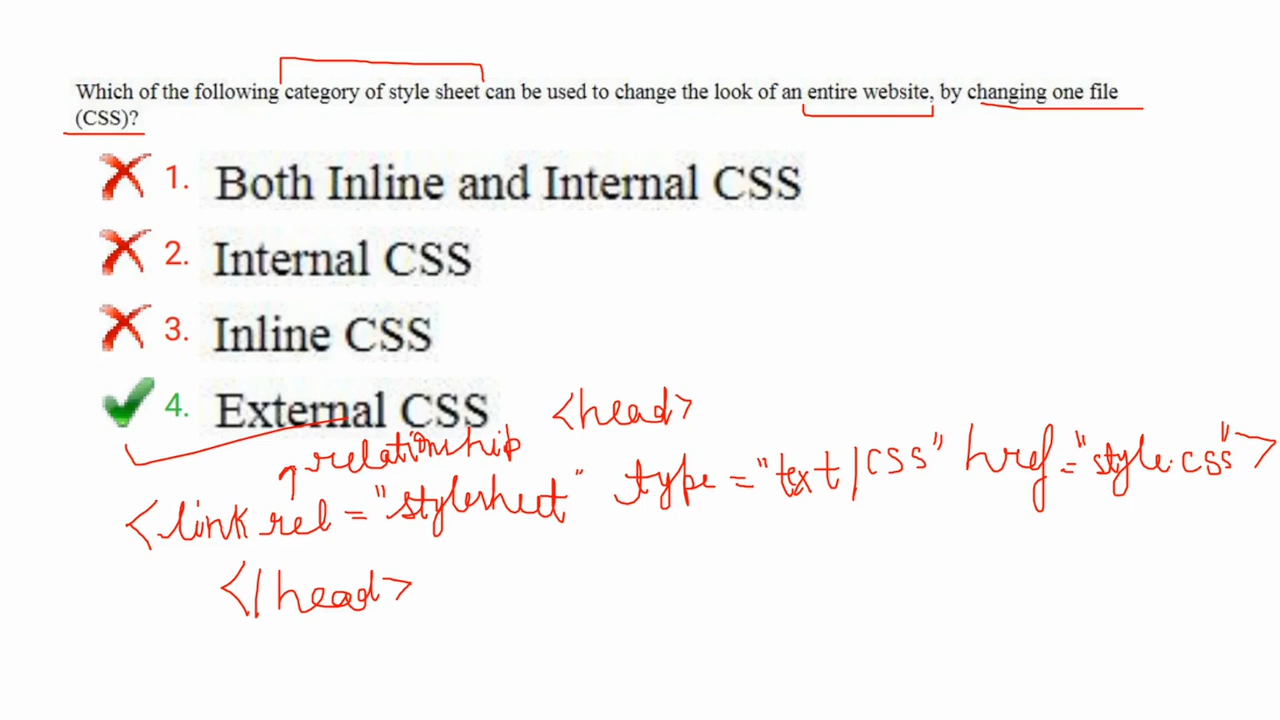 Which of the following category of style sheet can be used to change the look of an entire website, by changing one file
(CSS)?
1. Both Inline and Internal CSS
2. Internal CSS
3. Inline CSS
4. External CSS
<head>
relationship
<link rel = "stylesheet" type = "text/css" href = "style.css">
</head>